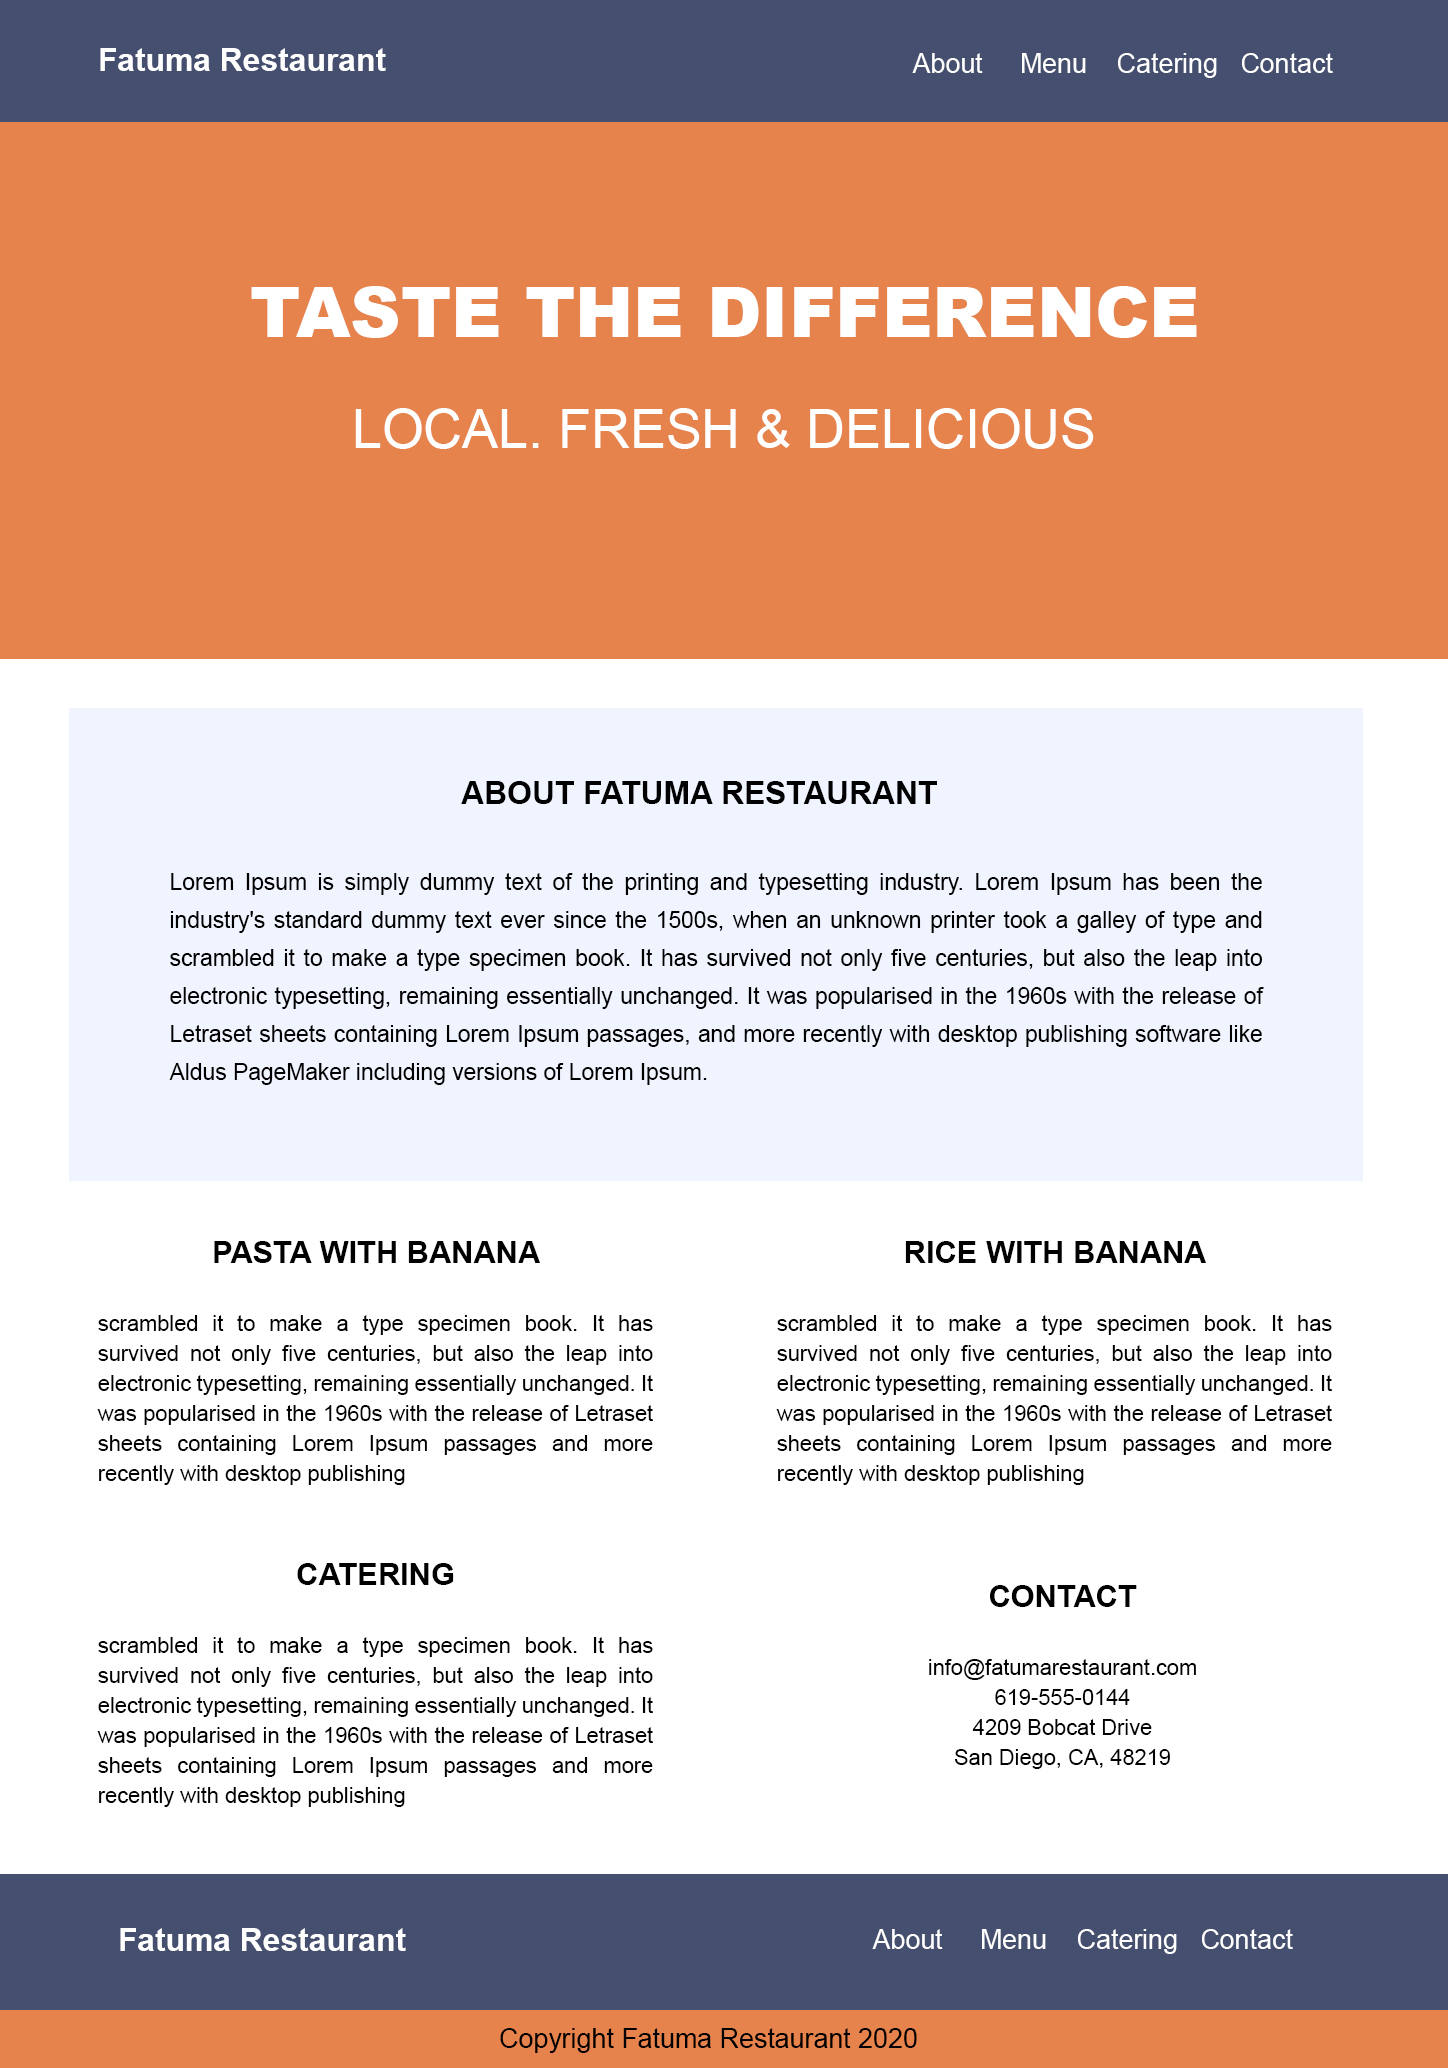 Fatuma Restaurant
About Menu Catering Contact
TASTE THE DIFFERENCE
LOCAL. FRESH & DELICIOUS
ABOUT FATUMA RESTAURANT
Lorem Ipsum is simply dummy text of the printing and typesetting industry. Lorem Ipsum has been the
industry's standard dummy text ever since the 1500s, when an unknown printer took a galley of type and
scrambled it to make a type specimen book. It has survived not only five centuries, but also the leap into
electronic typesetting, remaining essentially unchanged. It was popularised in the 1960s with the release of
Letraset sheets containing Lorem Ipsum passages, and more recently with desktop publishing software like
Aldus PageMaker including versions of Lorem Ipsum.
PASTA WITH BANANA
scrambled it to make a type specimen book. It has
survived not only five centuries, but also the leap into
electronic typesetting, remaining essentially unchanged. It
was popularised in the 1960s with the release of Letraset
sheets containing Lorem Ipsum passages and more
recently with desktop publishing
RICE WITH BANANA
scrambled it to make a type specimen book. It has
survived not only five centuries, but also the leap into
electronic typesetting, remaining essentially unchanged. It
was popularised in the 1960s with the release of Letraset
sheets containing Lorem Ipsum passages and more
recently with desktop publishing
CATERING
scrambled it to make a type specimen book. It has
survived not only five centuries, but also the leap into
electronic typesetting, remaining essentially unchanged. It
was popularised in the 1960s with the release of Letraset
sheets containing Lorem Ipsum passages and more
recently with desktop publishing
CONTACT
info@fatumarestaurant.com
619-555-0144
4209 Bobcat Drive
San Diego, CA, 48219
Fatuma Restaurant
About Menu Catering Contact
Copyright Fatuma Restaurant 2020